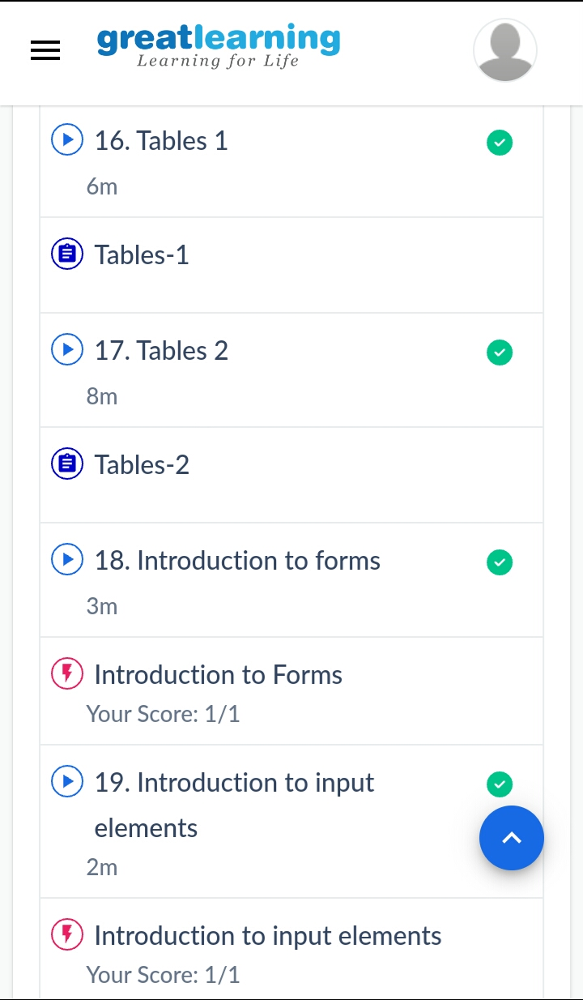 greatlearning
Learning for Life
16. Tables 1
6m
Tables-1
17. Tables 2
8m
Tables-2
18. Introduction to forms
3m
Introduction to Forms
Your Score: 1/1
19. Introduction to input
elements
2m
Introduction to input elements
Your Score: 1/1